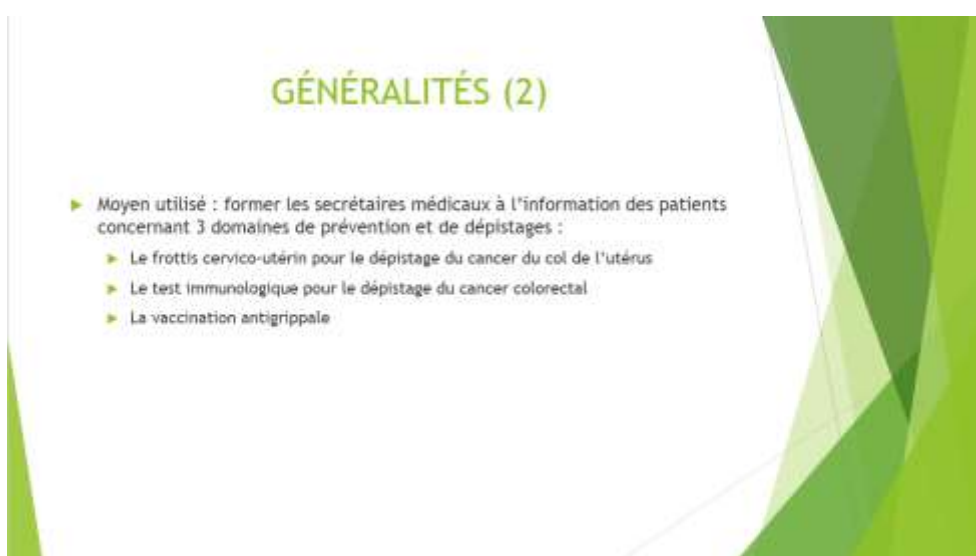 GÉNÉRALITÉS (2)
Moyen utilisé : former les secrétaires médicaux à l'information des patients
concernant 3 domaines de prévention et de dépistages :
Le frottis cervico-utérin pour le dépistage du cancer du col de l'utérus
Le test immunologique pour le dépistage du cancer colorectal
La vaccination antigrippale